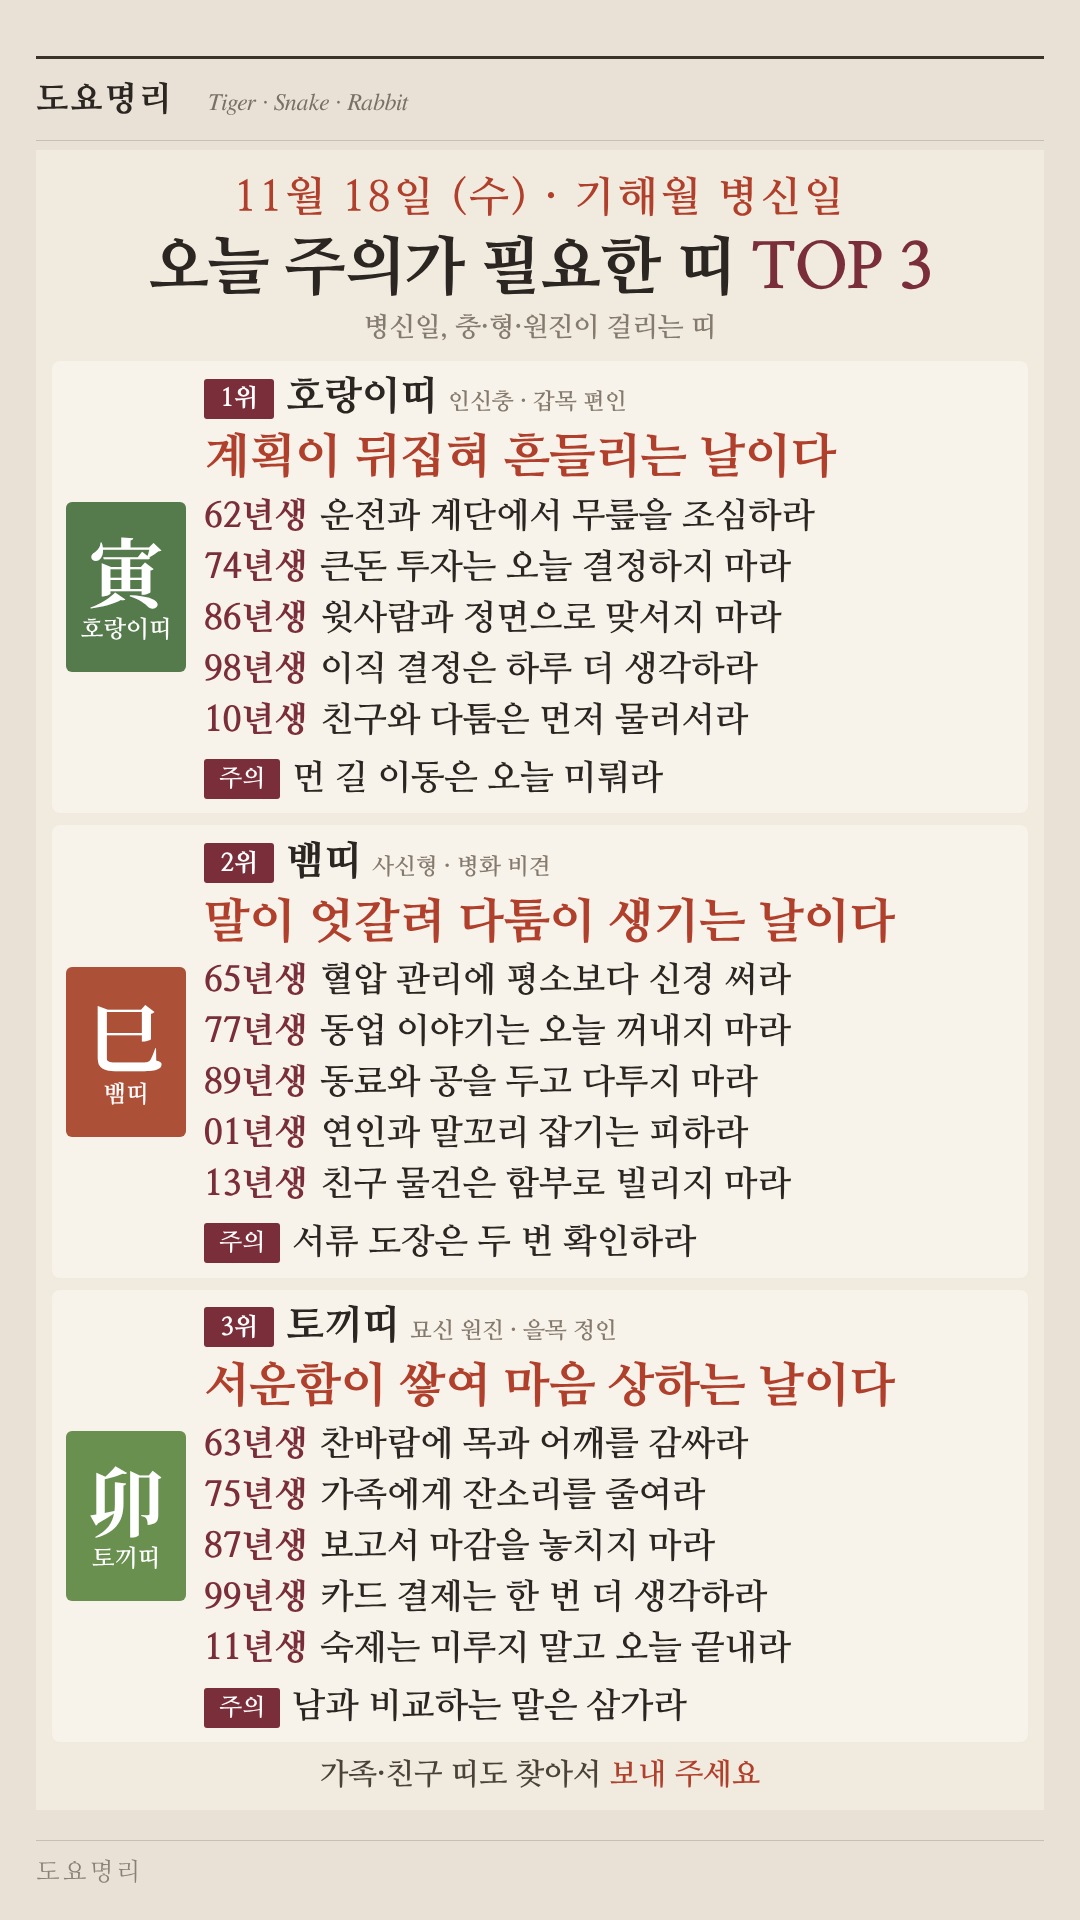 도요명리 Tiger · Snake · Rabbit
11월 18일 (수) · 기해월 병신일
오늘 주의가 필요한 띠 TOP 3
병신일, 충·형·원진이 걸리는 띠
1위 호랑이띠 인신충 · 갑목 편인
계획이 뒤집혀 흔들리는 날이다
寅
호랑이띠
62년생 운전과 계단에서 무릎을 조심하라
74년생 큰돈 투자는 오늘 결정하지 마라
86년생 윗사람과 정면으로 맞서지 마라
98년생 이직 결정은 하루 더 생각하라
10년생 친구와 다툼은 먼저 물러서라
주의 먼 길 이동은 오늘 미뤄라
2위 뱀띠 사신형 · 병화 비견
말이 엇갈려 다툼이 생기는 날이다
巳
뱀띠
65년생 혈압 관리에 평소보다 신경 써라
77년생 동업 이야기는 오늘 꺼내지 마라
89년생 동료와 공을 두고 다투지 마라
01년생 연인과 말꼬리 잡기는 피하라
13년생 친구 물건은 함부로 빌리지 마라
주의 서류 도장은 두 번 확인하라
3위 토끼띠 묘신 원진 · 을목 정인
서운함이 쌓여 마음 상하는 날이다
卯
토끼띠
63년생 찬바람에 목과 어깨를 감싸라
75년생 가족에게 잔소리를 줄여라
87년생 보고서 마감을 놓치지 마라
99년생 카드 결제는 한 번 더 생각하라
11년생 숙제는 미루지 말고 오늘 끝내라
주의 남과 비교하는 말은 삼가라
가족·친구 띠도 찾아서 보내 주세요
도요명리